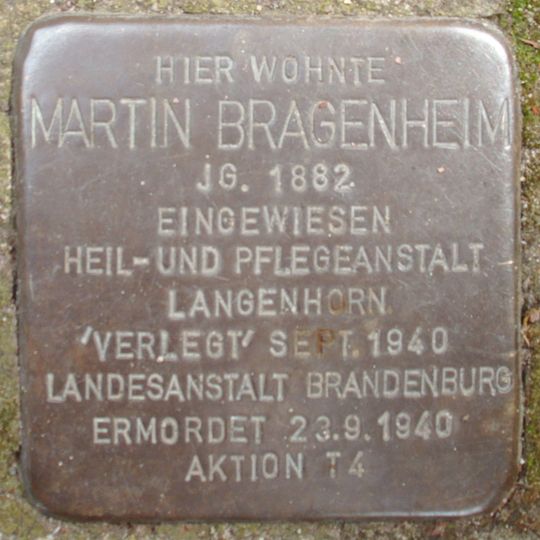 HIER WOHNTE
MARTIN BRAGENHEIM
JG. 1882
EINGEWIESEN
HEIL-UND PFLEGEANSTALT
LANGENHORN
'VERLEGT' SEPT. 1940
LANDESANSTALT BRANDENBURG
ERMORDET 23.9.1940
AKTION T4